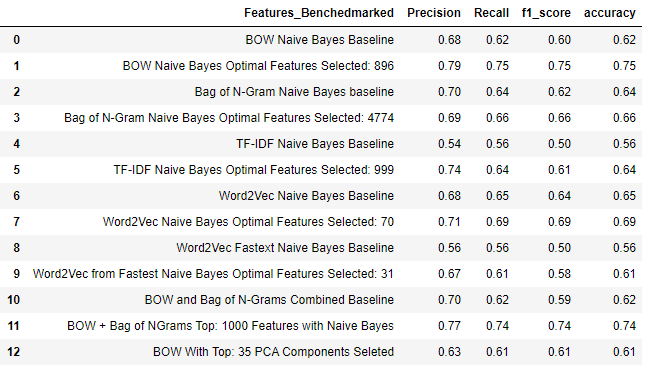 Features_Benchedmarked Precision Recall f1_score accuracy
0 BOW Naive Bayes Baseline 0.68 0.62 0.60 0.62
1 BOW Naive Bayes Optimal Features Selected: 896 0.79 0.75 0.75 0.75
2 Bag of N-Gram Naive Bayes baseline 0.70 0.64 0.62 0.64
3 Bag of N-Gram Naive Bayes Optimal Features Selected: 4774 0.69 0.66 0.66 0.66
4 TF-IDF Naive Bayes Baseline 0.54 0.56 0.50 0.56
5 TF-IDF Naive Bayes Optimal Features Selected: 999 0.74 0.64 0.61 0.64
6 Word2Vec Naive Bayes Baseline 0.68 0.65 0.64 0.65
7 Word2Vec Naive Bayes Optimal Features Selected: 70 0.71 0.69 0.69 0.69
8 Word2Vec Fastext Naive Bayes Baseline 0.56 0.56 0.50 0.56
9 Word2Vec from Fastest Naive Bayes Optimal Features Selected: 31 0.67 0.61 0.58 0.61
10 BOW and Bag of N-Grams Combined Baseline 0.70 0.62 0.59 0.62
11 BOW + Bag of NGrams Top: 1000 Features with Naive Bayes 0.77 0.74 0.74 0.74
12 BOW With Top: 35 PCA Components Seleted 0.63 0.61 0.61 0.61